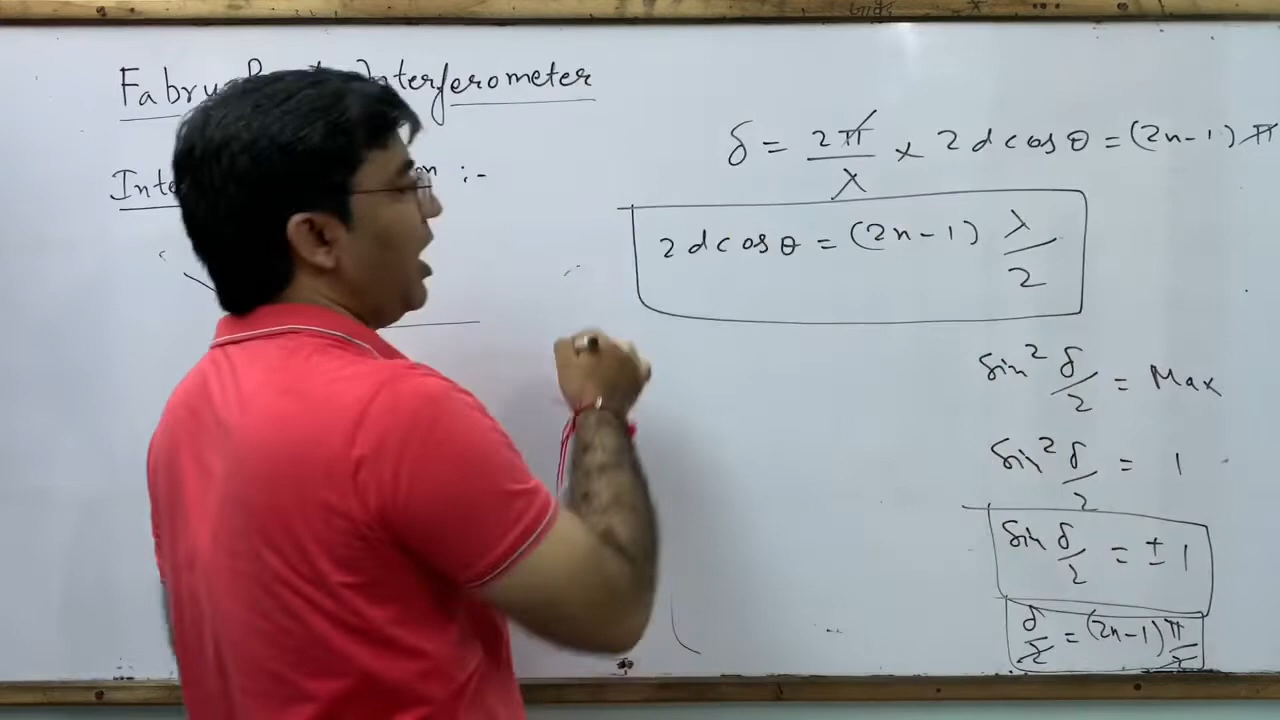 Fabry Interferometer
:-
δ = 2π/λ × 2d cos θ = (2n-1) π
2d cos θ = (2n-1) λ/2
sin² δ/2 = Max
sin² δ/2 = 1
sin δ/2 = ± 1
δ/2 = (2n-1) π/2